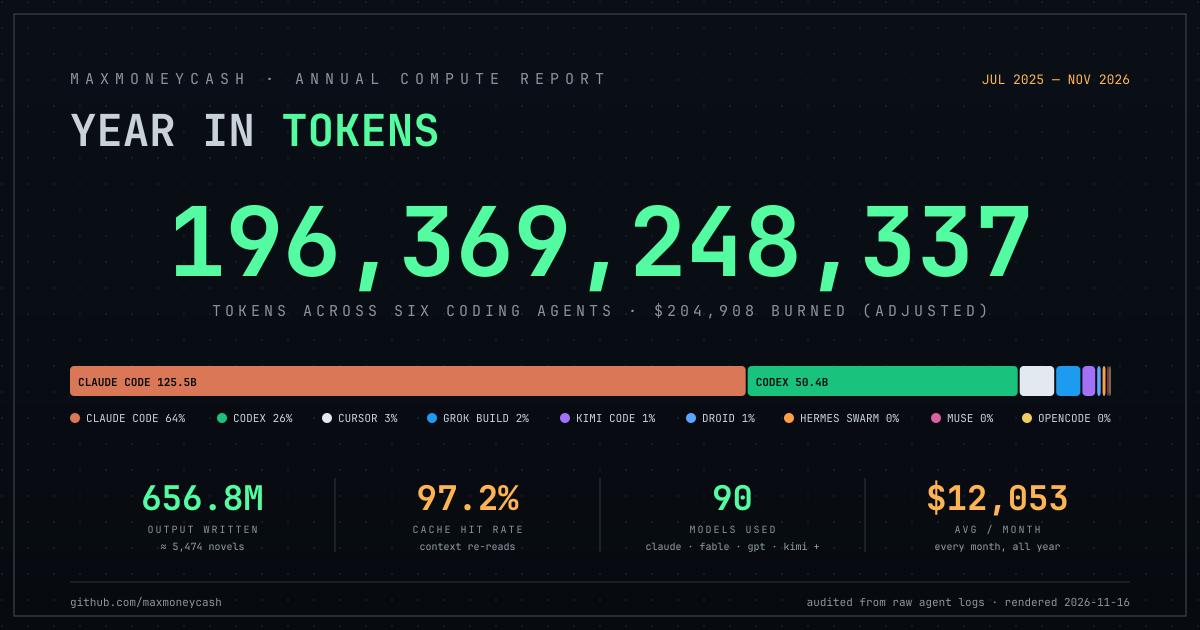 MAXMONEYCASH · ANNUAL COMPUTE REPORT
JUL 2025 — NOV 2026
YEAR IN TOKENS
196,369,248,337
TOKENS ACROSS SIX CODING AGENTS · $204,908 BURNED (ADJUSTED)
CLAUDE CODE 125.5B
CODEX 50.4B
CLAUDE CODE 64% CODEX 26% CURSOR 3% GROK BUILD 2% KIMI CODE 1% DROID 1% HERMES SWARM 0% MUSE 0% OPENCODE 0%
656.8M 97.2% 90 $12,053
OUTPUT WRITTEN CACHE HIT RATE MODELS USED AVG / MONTH
≈ 5,474 novels context re-reads claude · fable · gpt · kimi + every month, all year
github.com/maxmoneycash
audited from raw agent logs · rendered 2026-11-16